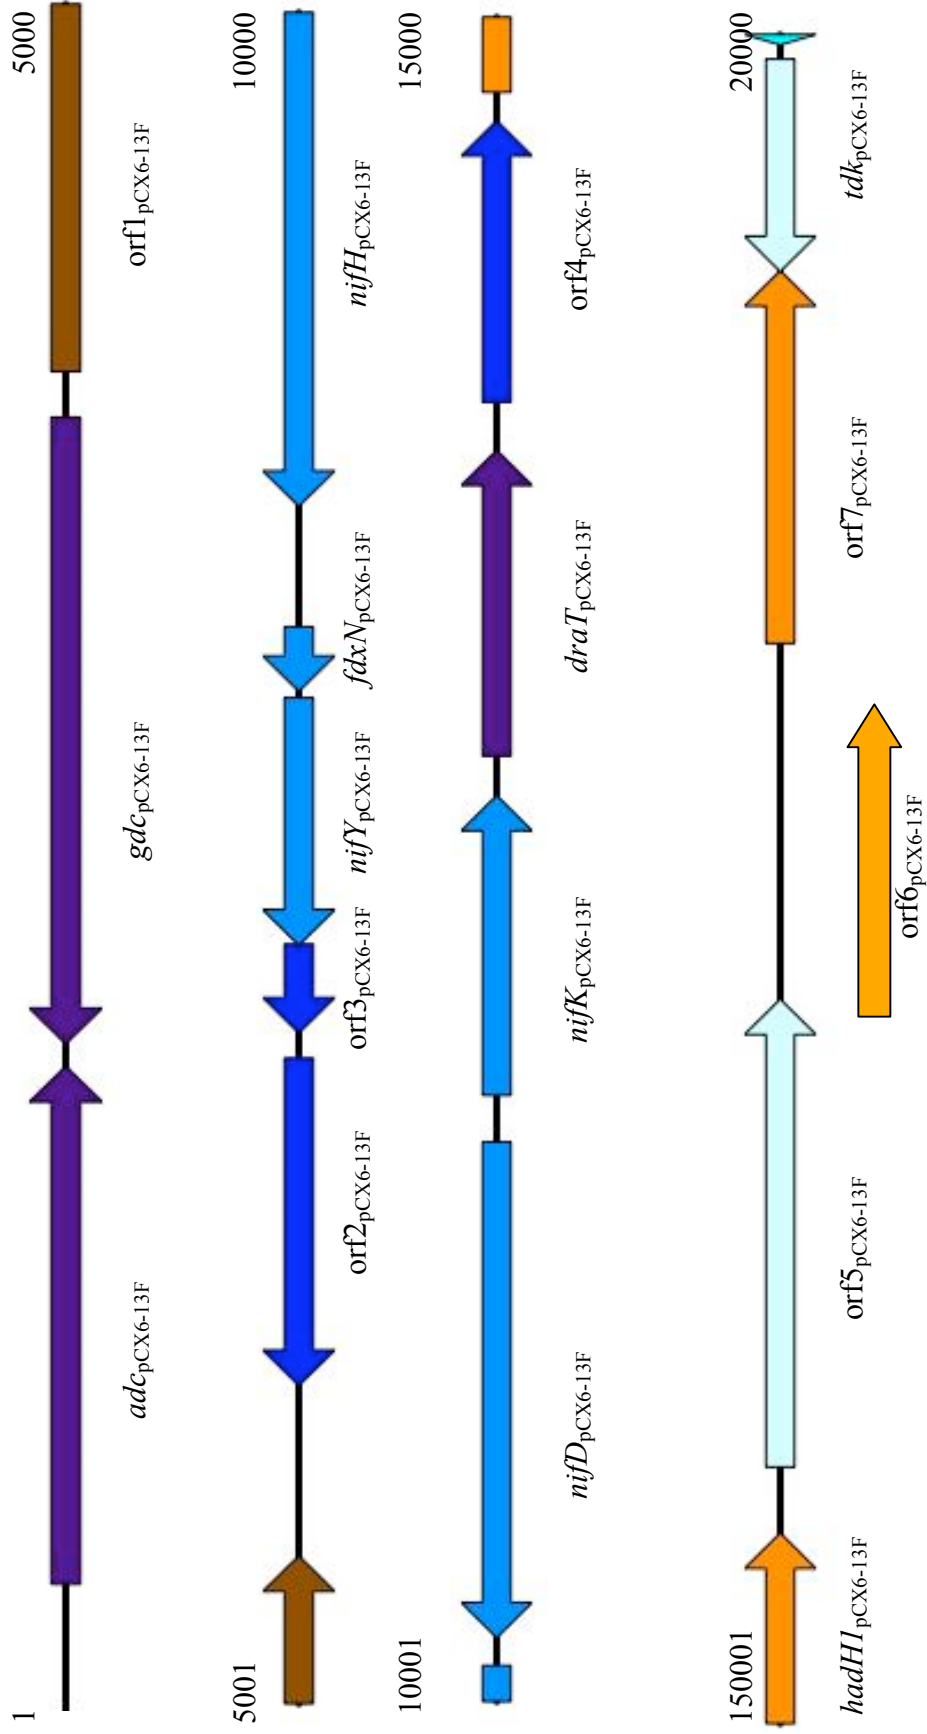 1 5000
adcpCX6-13F gdcpCX6-13F orf1pCX6-13F
5001 10000
orf2pCX6-13F orf3pCX6-13F nifYpCX6-13F fdxNpCX6-13F nifHpCX6-13F
10001 15000
nifDpCX6-13F nifKpCX6-13F draTpCX6-13F orf4pCX6-13F
150001 20000
hadH1pCX6-13F orf5pCX6-13F orf7pCX6-13F tdkpCX6-13F
orf6pCX6-13F